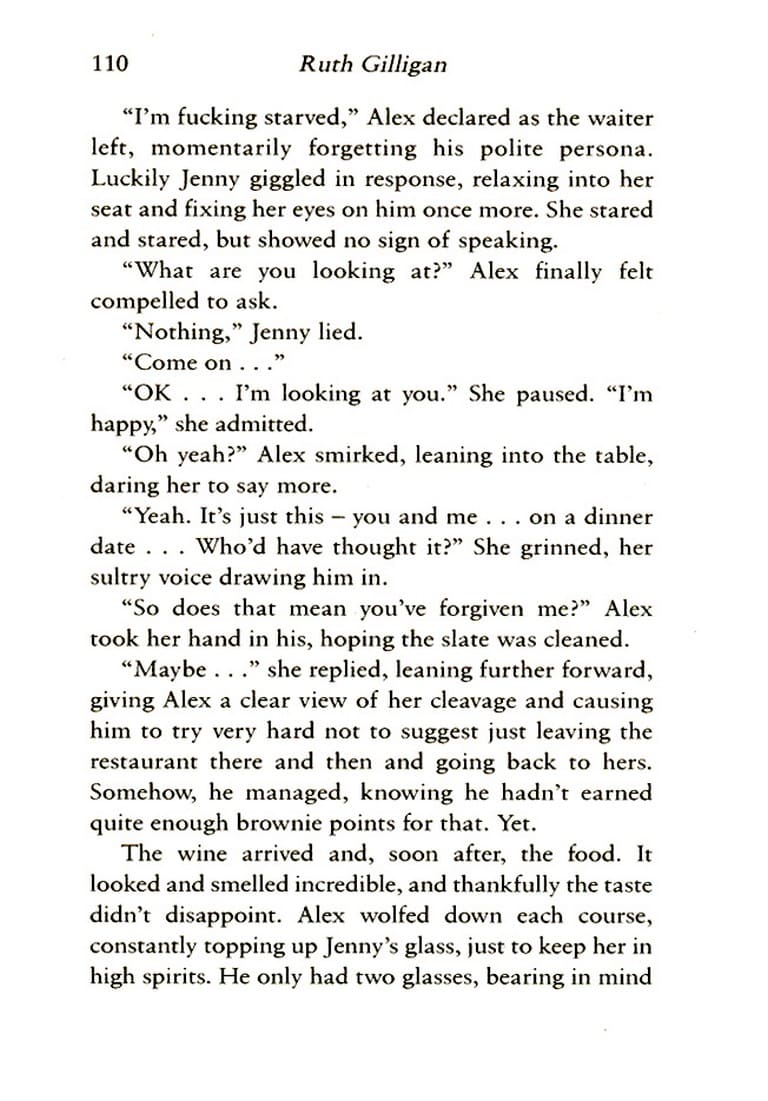 110
Ruth Gilligan
“I’m fucking starved,” Alex declared as the waiter
left, momentarily forgetting his polite persona.
Luckily Jenny giggled in response, relaxing into her
seat and fixing her eyes on him once more. She stared
and stared, but showed no sign of speaking.
“What are you looking at?” Alex finally felt
compelled to ask.
“Nothing,” Jenny lied.
“Come on . . .”
“OK . . . I’m looking at you.” She paused. “I’m
happy,” she admitted.
“Oh yeah?” Alex smirked, leaning into the table,
daring her to say more.
“Yeah. It’s just this – you and me . . . on a dinner
date . . . Who’d have thought it?” She grinned, her
sultry voice drawing him in.
“So does that mean you’ve forgiven me?” Alex
took her hand in his, hoping the slate was cleaned.
“Maybe . . .” she replied, leaning further forward,
giving Alex a clear view of her cleavage and causing
him to try very hard not to suggest just leaving the
restaurant there and then and going back to hers.
Somehow, he managed, knowing he hadn’t earned
quite enough brownie points for that. Yet.
The wine arrived and, soon after, the food. It
looked and smelled incredible, and thankfully the taste
didn’t disappoint. Alex wolfed down each course,
constantly topping up Jenny’s glass, just to keep her in
high spirits. He only had two glasses, bearing in mind